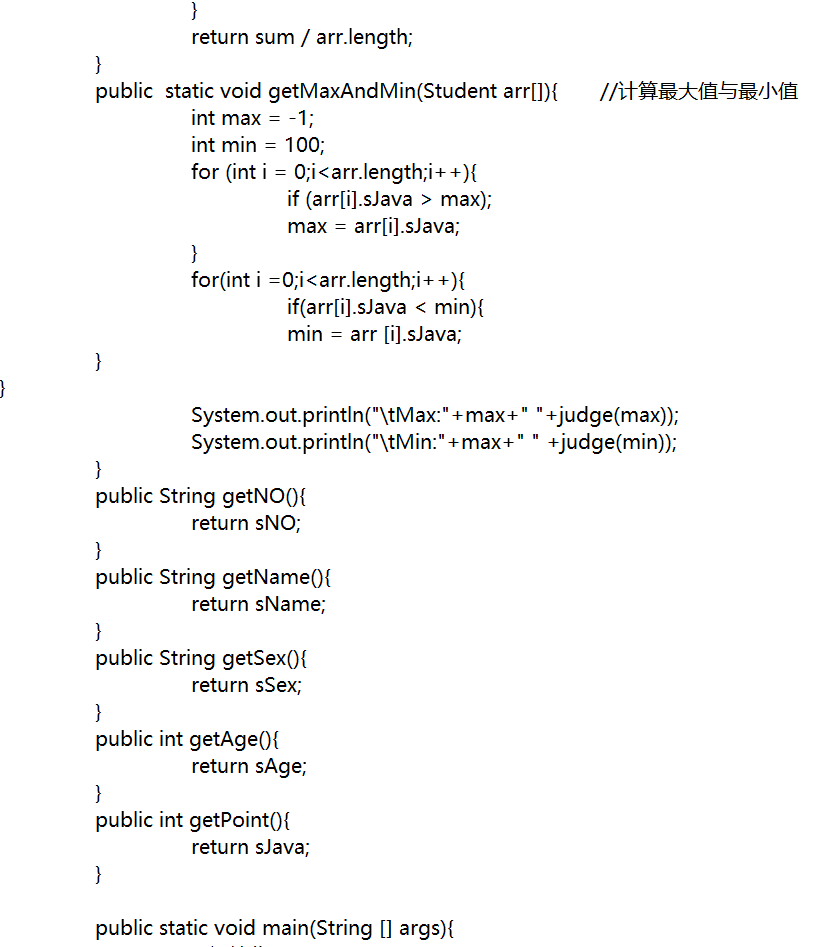 }
return sum / arr.length;
}
public  static void getMaxAndMin(Student arr[]){       //计算最大值与最小值
int max = -1;
int min = 100;
for (int i = 0;i<arr.length;i++){
if (arr[i].sJava > max);
max = arr[i].sJava;
}
for(int i =0;i<arr.length;i++){
if(arr[i].sJava < min){
min = arr [i].sJava;
}
}
System.out.println("\tMax:"+max+" "+judge(max));
System.out.println("\tMin:"+max+" " +judge(min));
}
public String getNO(){
return sNO;
}
public String getName(){
return sName;
}
public String getSex(){
return sSex;
}
public int getAge(){
return sAge;
}
public int getPoint(){
return sJava;
}
public static void main(String [] args){